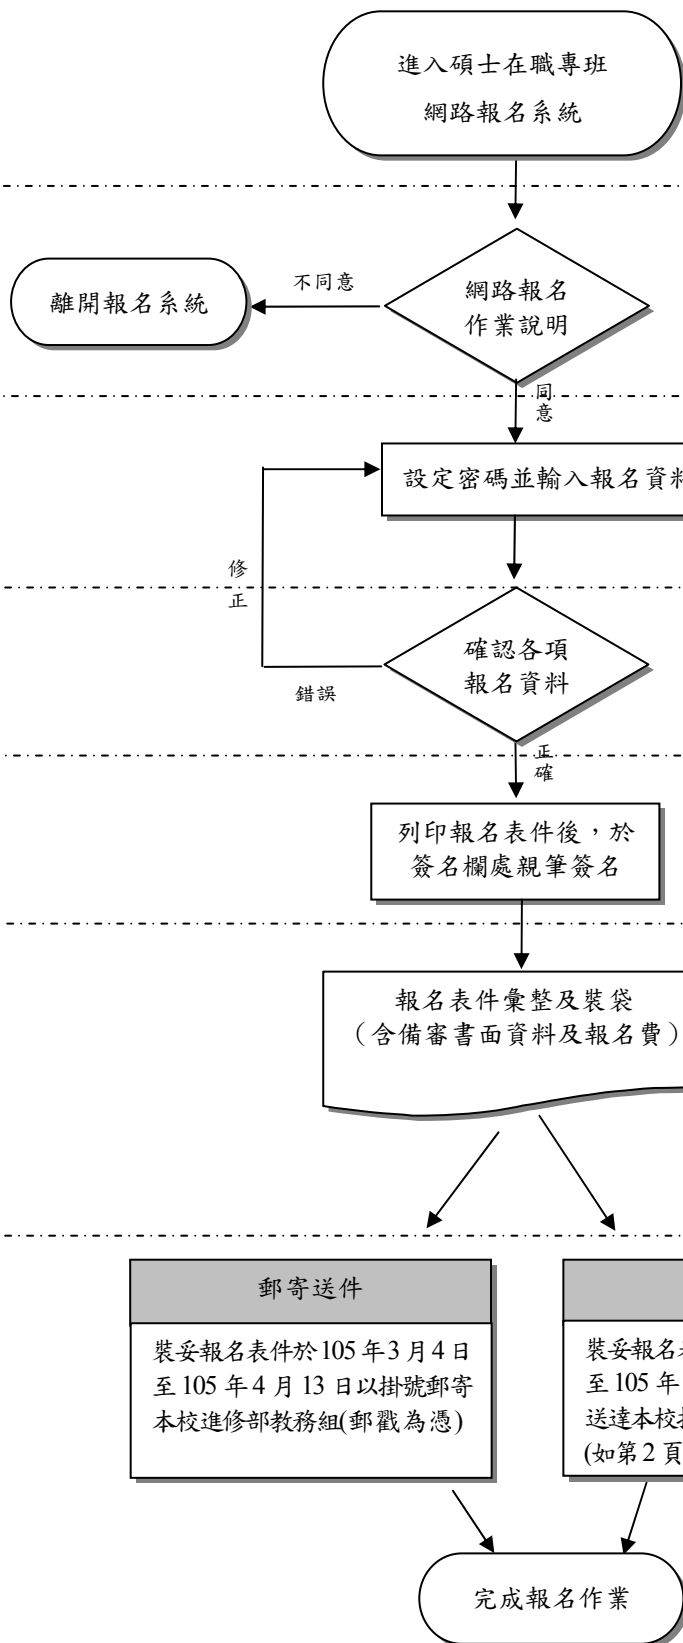 進入碩士在職專班
網路報名系統
網路報名
作業說明
不同意
離開報名系統
同
意
設定密碼並輸入報名資料
修
正
確認各項
報名資料
錯誤
正
確
列印報名表件後，於
簽名欄處親筆簽名
報名表件彙整及裝袋
（含備審書面資料及報名費）
郵寄送件
裝妥報名表件於105年3月4日
至105年4月13日以掛號郵寄
本校進修部教務組(郵戳為憑)
裝妥報名
至105年
送達本校
(如第2頁
完成報名作業